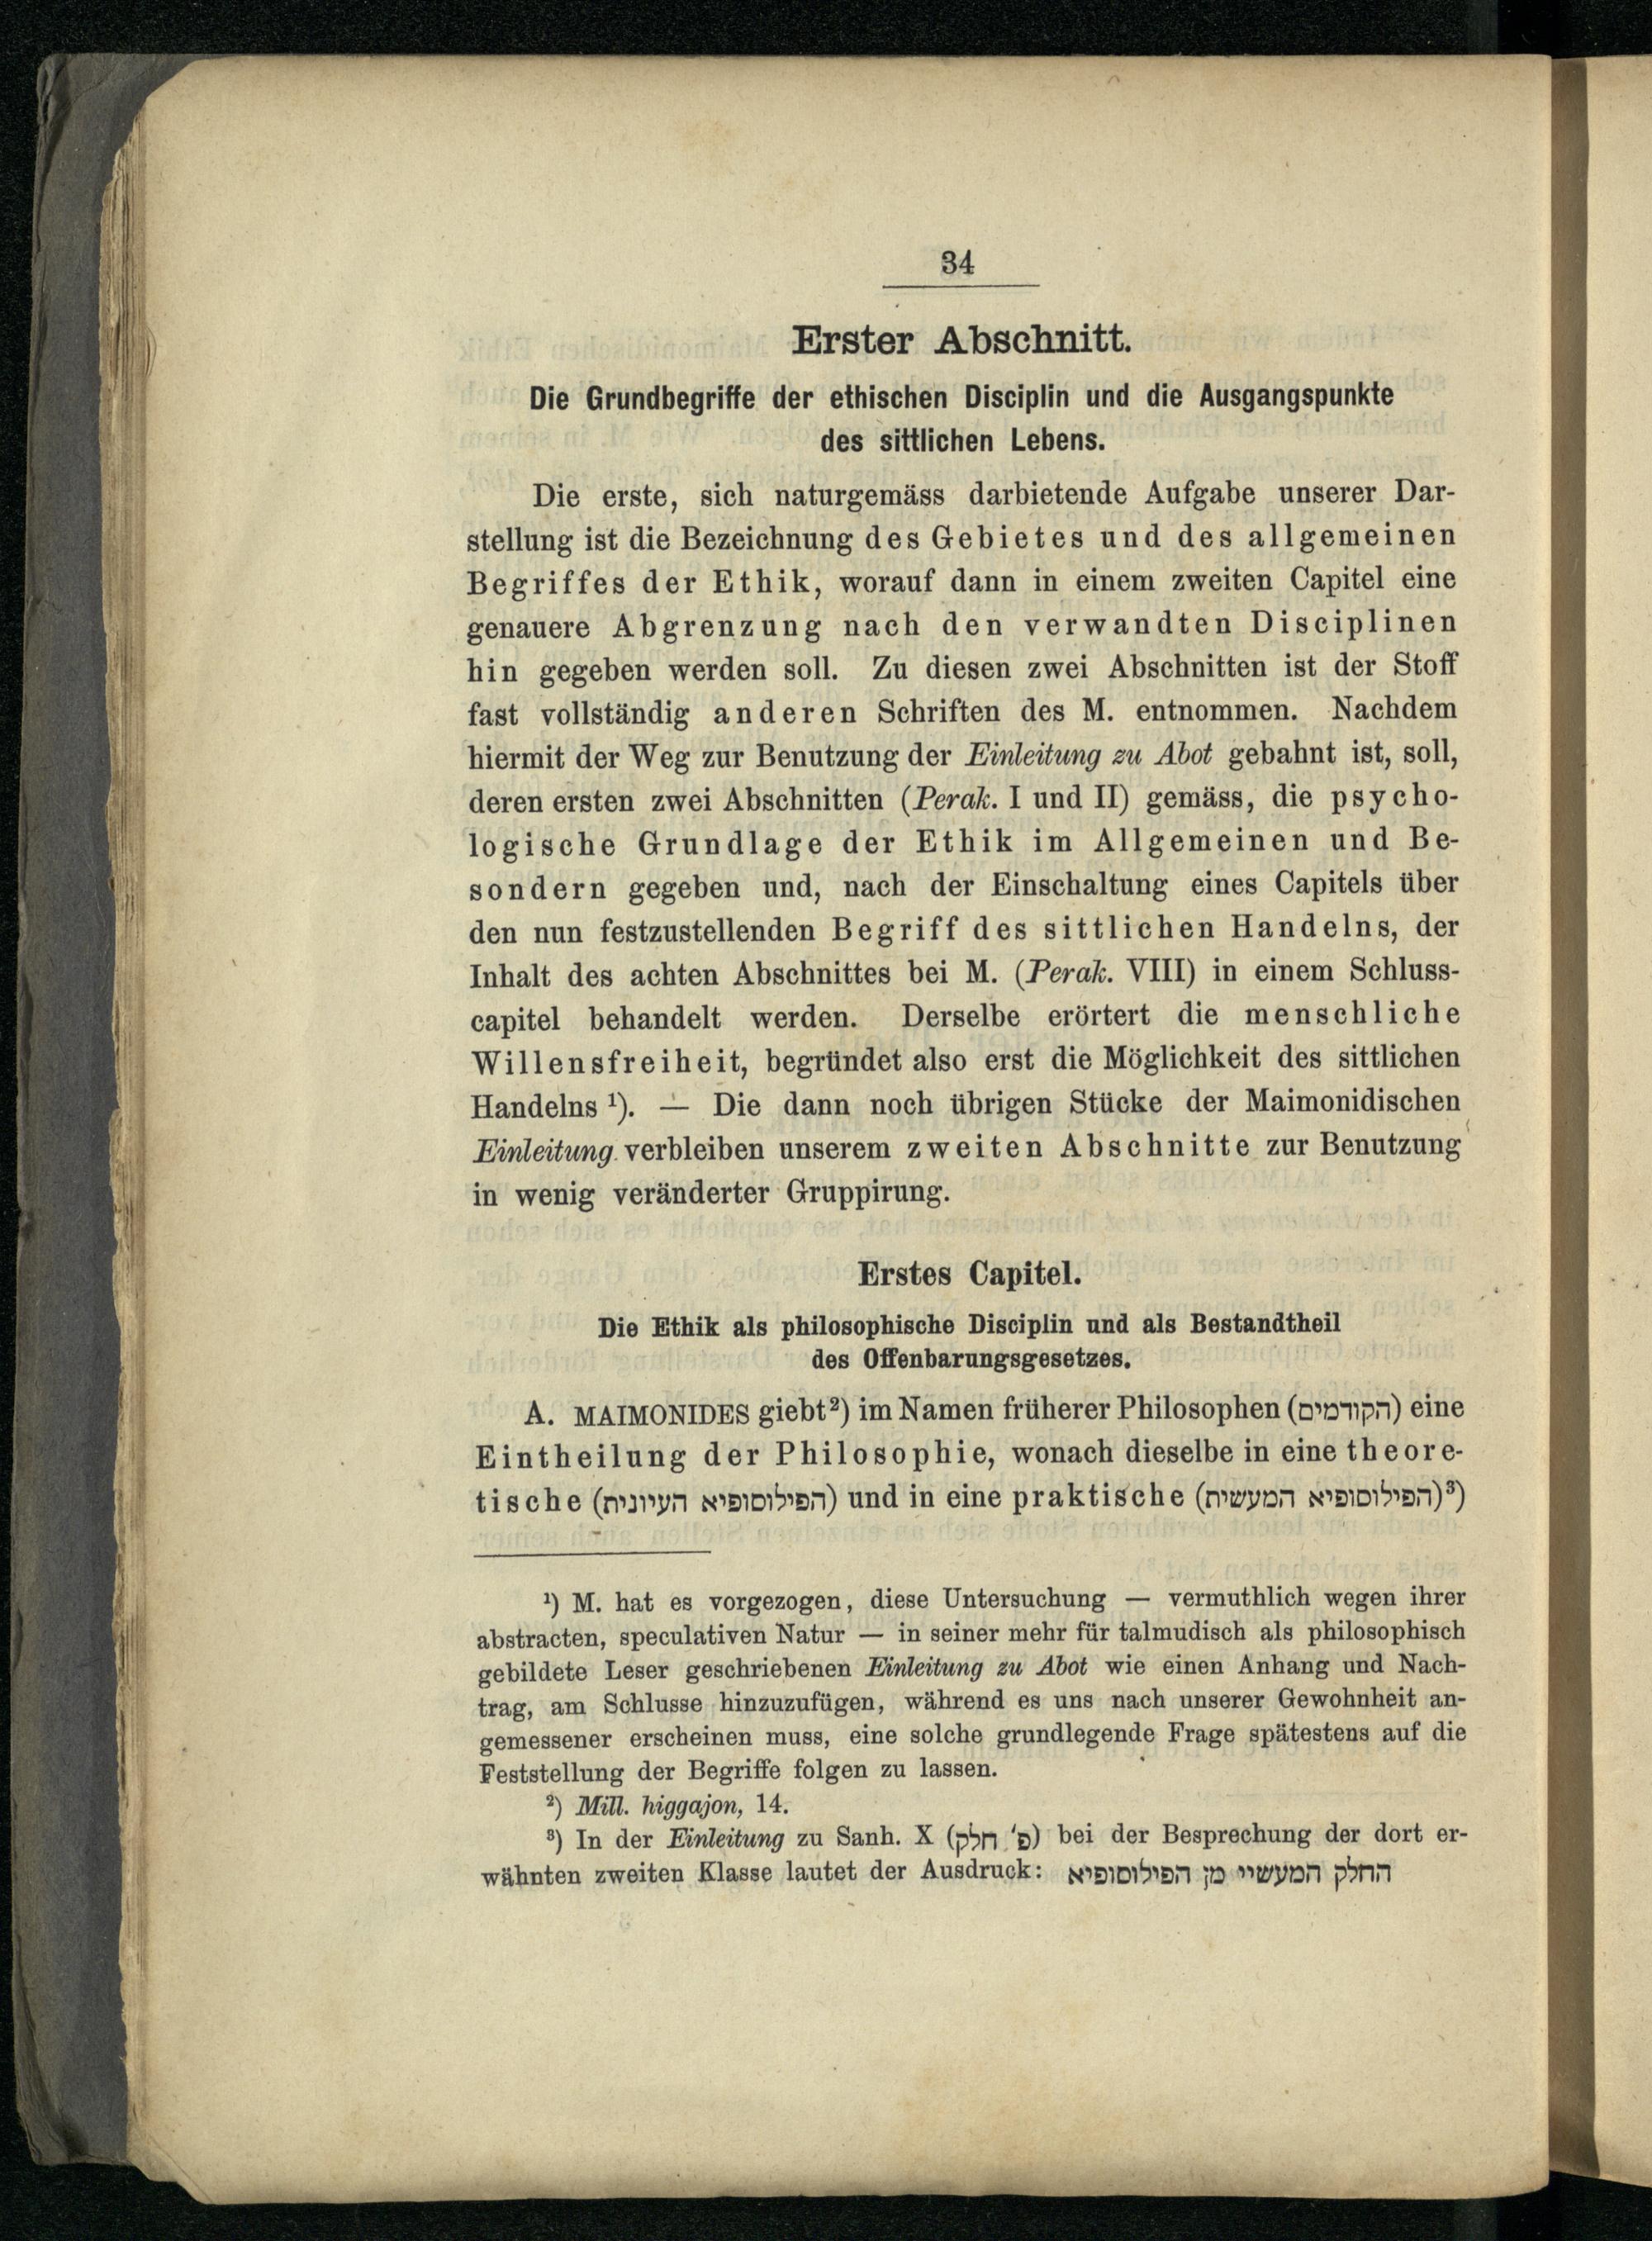 34
Erster Abschnitt.
Die Grundbegriffe der ethischen Disciplin und die Ausgangspunkte
des sittlichen Lebens.
Die erste, sich naturgemäss darbietende Aufgabe unserer Dar-
stellung ist die Bezeichnung des Gebietes und des allgemeinen
Begriffes der Ethik, worauf dann in einem zweiten Capitel eine
genauere Abgrenzung nach den verwandten Disciplinen
hin gegeben werden soll. Zu diesen zwei Abschnitten ist der Stoff
fast vollständig anderen Schriften des M. entnommen. Nachdem
hiermit der Weg zur Benutzung der Einleitung zu Abot gebahnt ist, soll,
deren ersten zwei Abschnitten (Perak. I und II) gemäss, die psycho-
logische Grundlage der Ethik im Allgemeinen und Be-
sondern gegeben und, nach der Einschaltung eines Capitels über
den nun festzustellenden Begriff des sittlichen Handelns, der
Inhalt des achten Abschnittes bei M. (Perak. VIII) in einem Schluss-
capitel behandelt werden. Derselbe erörtert die menschliche
Willensfreiheit, begründet also erst die Möglichkeit des sittlichen
Handelns ¹). — Die dann noch übrigen Stücke der Maimonidischen
Einleitung verbleiben unserem zweiten Abschnitte zur Benutzung
in wenig veränderter Gruppirung.
Erstes Capitel.
Die Ethik als philosophische Disciplin und als Bestandtheil
des Offenbarungsgesetzes.
A. MAIMONIDES giebt²) im Namen früherer Philosophen (הקודמים) eine
Eintheilung der Philosophie, wonach dieselbe in eine theore-
tische (הפילוסופיא העיונית) und in eine praktische (הפילוסופיא המעשית)³)
¹) M. hat es vorgezogen, diese Untersuchung — vermuthlich wegen ihrer
abstracten, speculativen Natur — in seiner mehr für talmudisch als philosophisch
gebildete Leser geschriebenen Einleitung zu Abot wie einen Anhang und Nach-
trag, am Schlusse hinzuzufügen, während es uns nach unserer Gewohnheit an-
gemessener erscheinen muss, eine solche grundlegende Frage spätestens auf die
Feststellung der Begriffe folgen zu lassen.
²) Mill. higgajon, 14.
³) In der Einleitung zu Sanh. X (פ' חלק) bei der Besprechung der dort er-
wähnten zweiten Klasse lautet der Ausdruck: החלק המעשיי מן הפילוסופיא